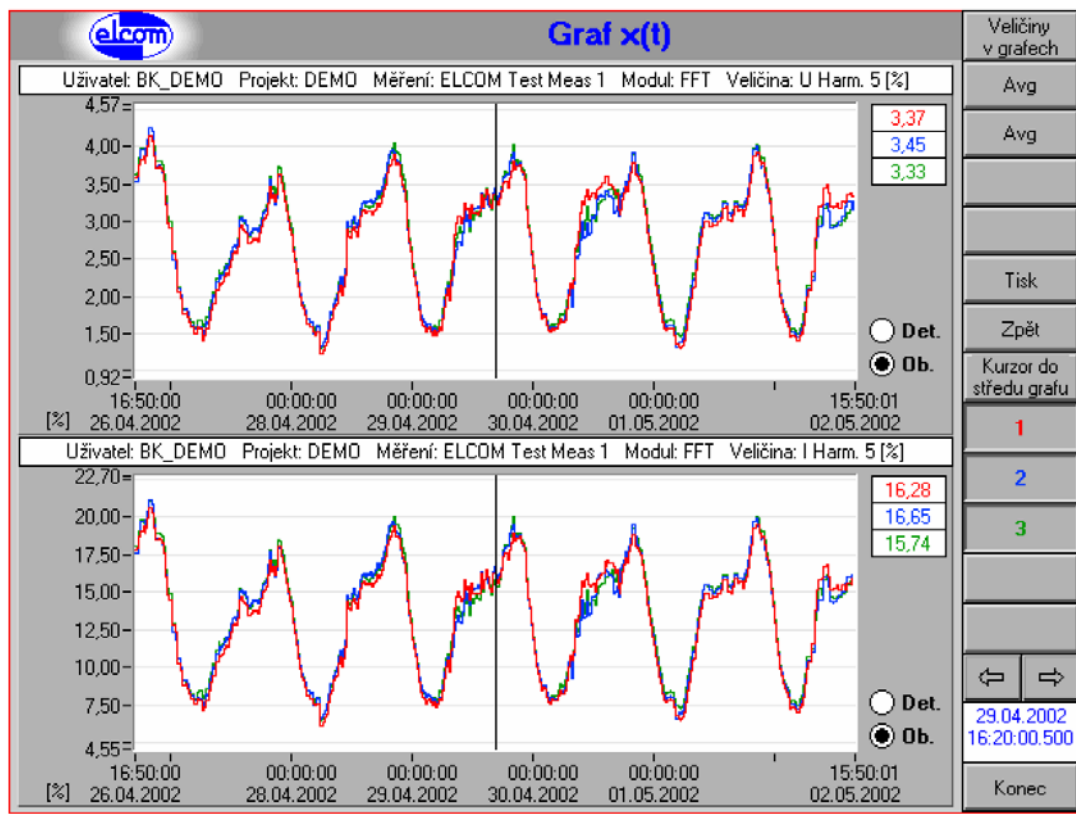 elcom
Graf x(t)
Uživatel: BK_DEMO Projekt: DEMO Měření: ELCOM Test Meas 1 Modul: FFT Veličina: U Harm. 5 [%]
4,57
4,00
3,50
3,00
2,50
2,00
1,50
0,92
3,37
3,45
3,33
Det.
Ob.
16:50:00 00:00:00 00:00:00 00:00:00 00:00:00 15:50:01
[%] 26.04.2002 28.04.2002 29.04.2002 30.04.2002 01.05.2002 02.05.2002
Uživatel: BK_DEMO Projekt: DEMO Měření: ELCOM Test Meas 1 Modul: FFT Veličina: I Harm. 5 [%]
22,70
20,00
17,50
15,00
12,50
10,00
7,50
4,55
16,28
16,65
15,74
Det.
Ob.
16:50:00 00:00:00 00:00:00 00:00:00 00:00:00 15:50:01
[%] 26.04.2002 28.04.2002 29.04.2002 30.04.2002 01.05.2002 02.05.2002
Veličiny
v grafech
Avg
Avg
Tisk
Zpět
Kurzor do
středu grafu
1
2
3
29.04.2002
16:20:00.500
Konec